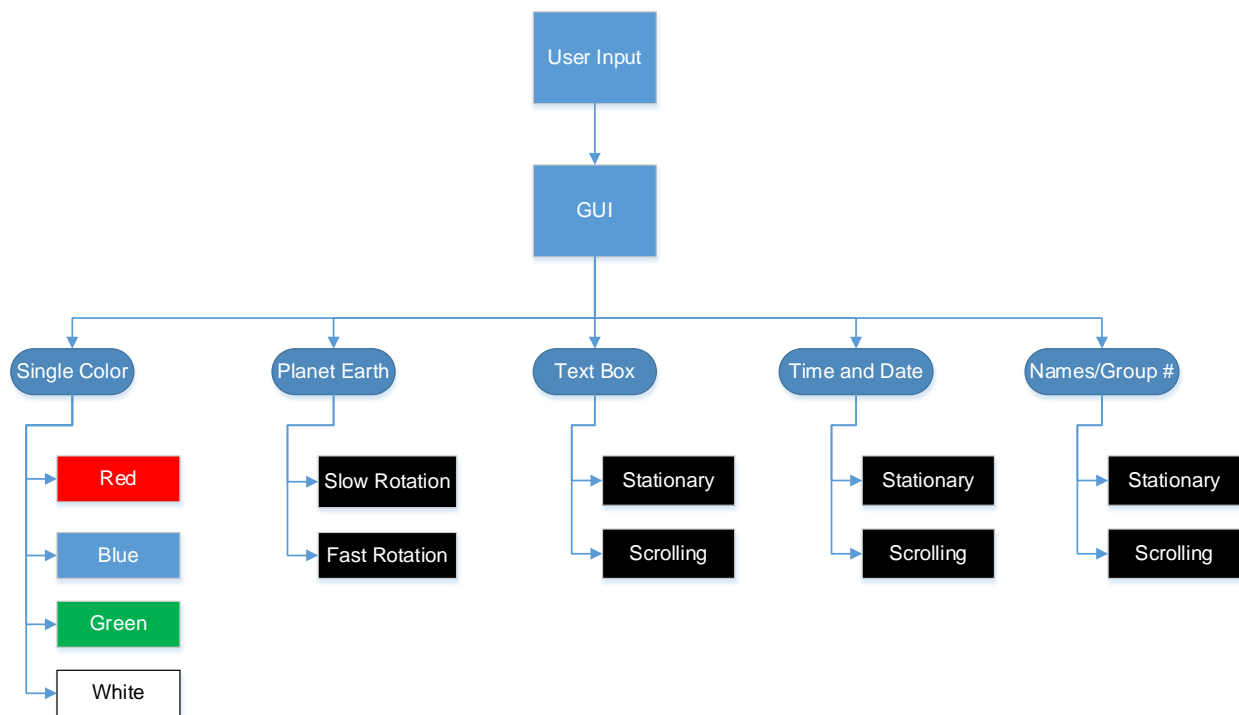 User Input
GUI
Single Color
Planet Earth
Text Box
Time and Date
Names/Group #
Red
Blue
Green
White
Slow Rotation
Fast Rotation
Stationary
Scrolling
Stationary
Scrolling
Stationary
Scrolling